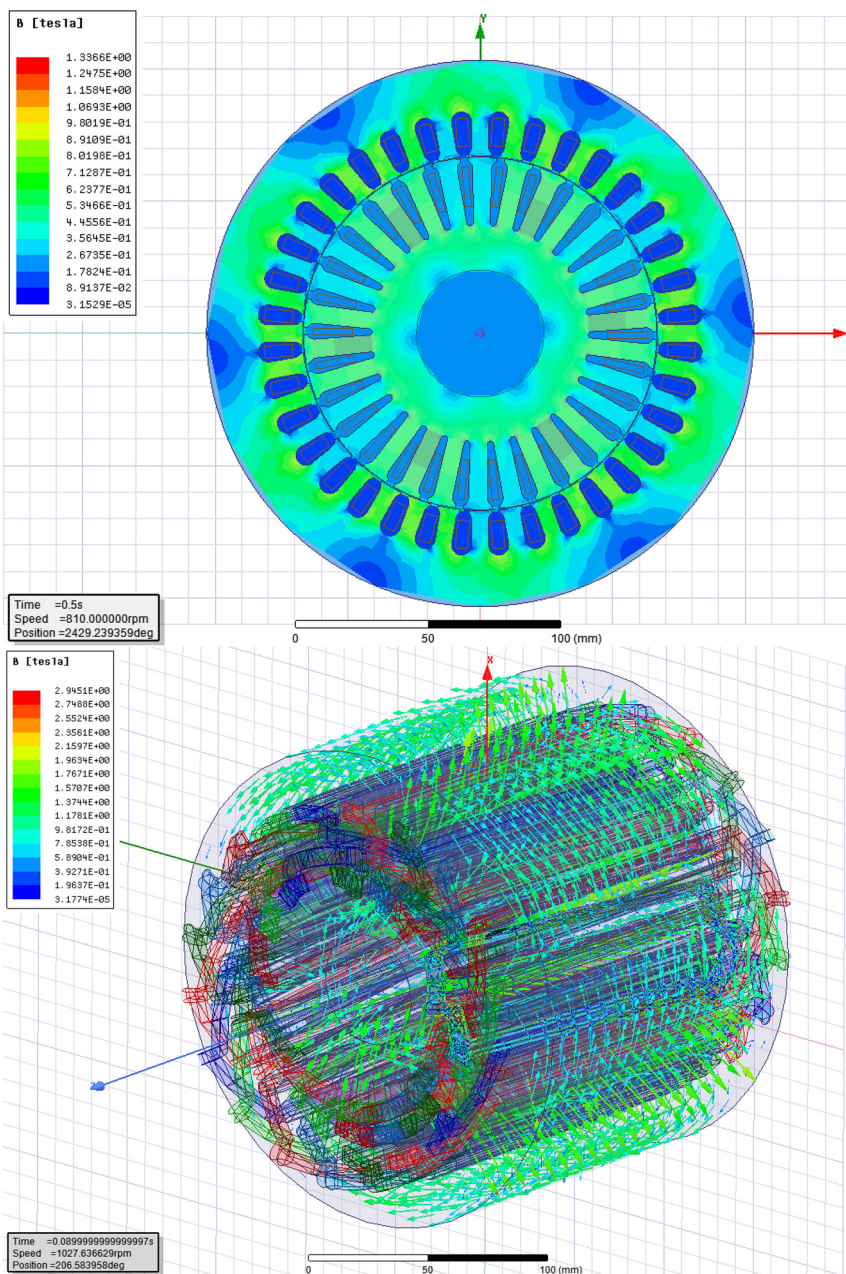 B [tesla]
1.3366E+00
1.2475E+00
1.1584E+00
1.0693E+00
9.8019E-01
8.9109E-01
8.0198E-01
7.1287E-01
6.2377E-01
5.3466E-01
4.4556E-01
3.5645E-01
2.6735E-01
1.7824E-01
8.9137E-02
3.1529E-05
Y
Time =0.5s
Speed =810.000000rpm
Position =2429.239359deg
0 50 100 (mm)
B [tesla]
2.9451E+00
2.7488E+00
2.5524E+00
2.3561E+00
2.1597E+00
1.9634E+00
1.7671E+00
1.5707E+00
1.3744E+00
1.1781E+00
9.8172E-01
7.8538E-01
5.8904E-01
3.9271E-01
1.9637E-01
3.1774E-05
X
Time =0.0899999999999997s
Speed =1027.636629rpm
Position =206.583958deg
0 50 100 (mm)